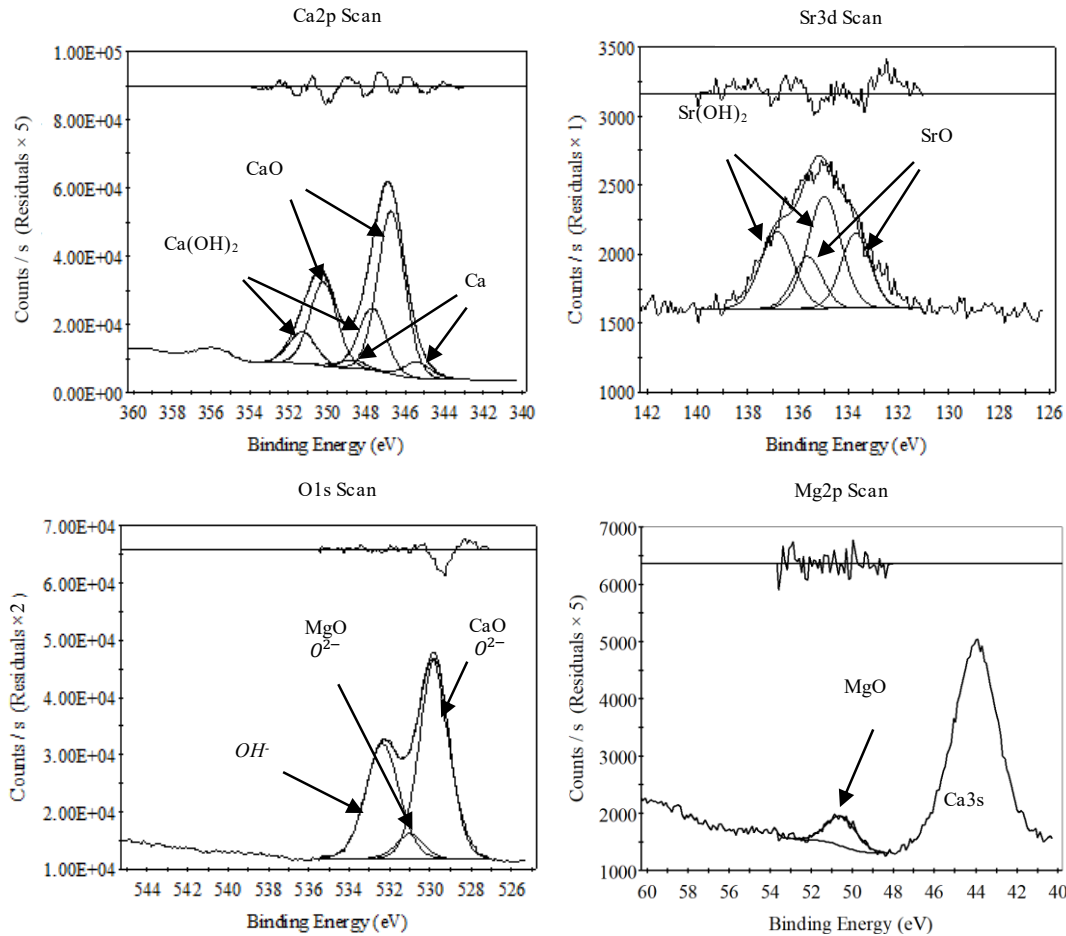 Ca2p Scan
Counts / s (Residuals × 5)
1.00E+05
8.00E+04
6.00E+04
4.00E+04
2.00E+04
0.00E+00
CaO
Ca(OH)₂
Ca
360 358 356 354 352 350 348 346 344 342 340
Binding Energy (eV)
Sr3d Scan
Counts / s (Residuals × 1)
3500
3000
2500
2000
1500
1000
Sr(OH)₂
SrO
142 140 138 136 134 132 130 128 126
Binding Energy (eV)
O1s Scan
Counts / s (Residuals×2)
7.00E+04
6.00E+04
5.00E+04
4.00E+04
3.00E+04
2.00E+04
1.00E+04
MgO
O²⁻
CaO
O²⁻
OH⁻
544 542 540 538 536 534 532 530 528 526
Binding Energy (eV)
Mg2p Scan
Counts / s (Residuals × 5)
7000
6000
5000
4000
3000
2000
1000
MgO
Ca3s
60 58 56 54 52 50 48 46 44 42 40
Binding Energy (eV)